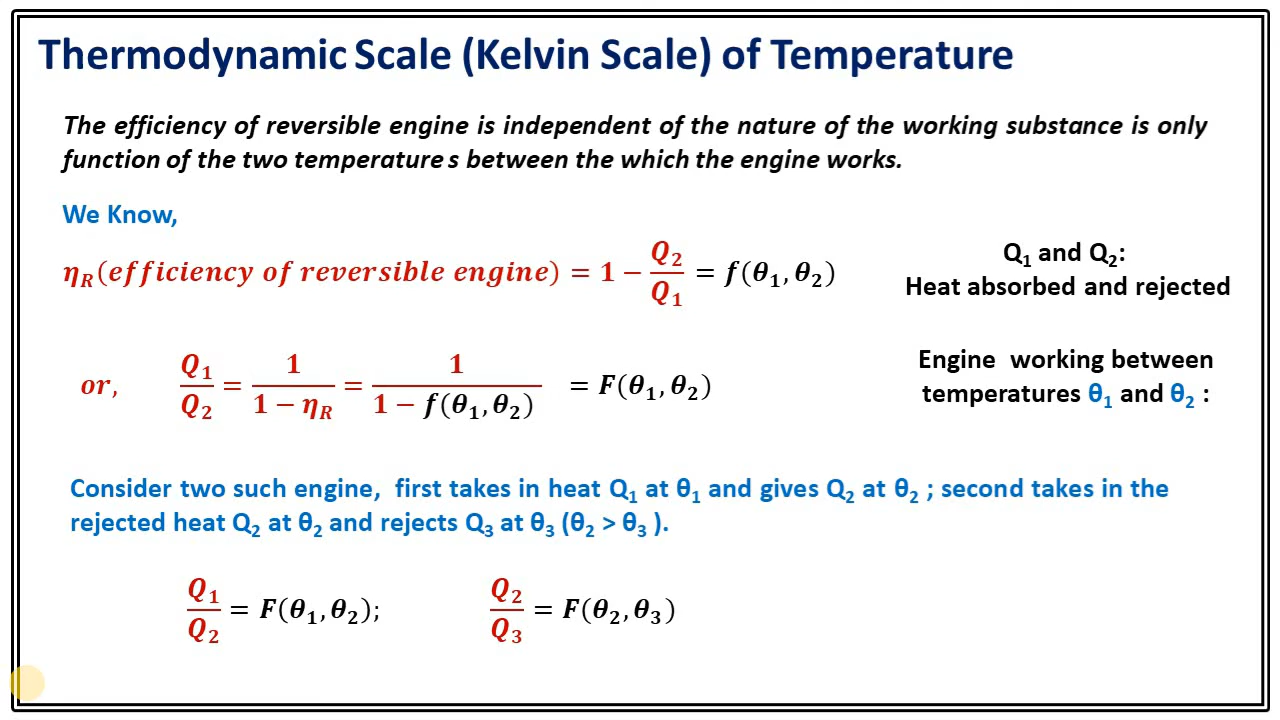 Thermodynamic Scale (Kelvin Scale) of Temperature
The efficiency of reversible engine is independent of the nature of the working substance is only
function of the two temperatures between the which the engine works.
We Know,
η_R(efficiency of reversible engine) = 1 − Q₂/Q₁ = f(θ₁, θ₂)
Q₁ and Q₂:
Heat absorbed and rejected
or, Q₁/Q₂ = 1/(1 − η_R) = 1/(1 − f(θ₁, θ₂)) = F(θ₁, θ₂)
Engine working between
temperatures θ₁ and θ₂ :
Consider two such engine, first takes in heat Q₁ at θ₁ and gives Q₂ at θ₂ ; second takes in the
rejected heat Q₂ at θ₂ and rejects Q₃ at θ₃ (θ₂ > θ₃ ).
Q₁/Q₂ = F(θ₁, θ₂); Q₂/Q₃ = F(θ₂, θ₃)